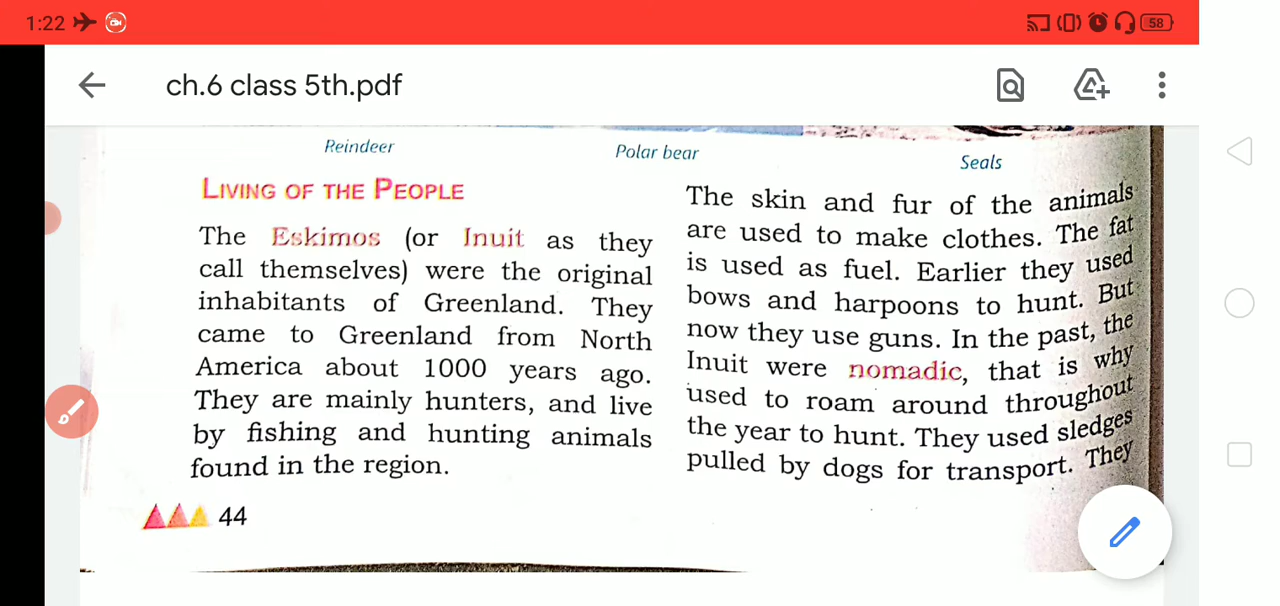 1:22
58
ch.6 class 5th.pdf
Reindeer
Polar bear
Seals
LIVING OF THE PEOPLE
The Eskimos (or Inuit as they
call themselves) were the original
inhabitants of Greenland. They
came to Greenland from North
America about 1000 years ago.
They are mainly hunters, and live
by fishing and hunting animals
found in the region.
44
The skin and fur of the animals
are used to make clothes. The fat
is used as fuel. Earlier they used
bows and harpoons to hunt. But
now they use guns. In the past, the
Inuit were nomadic, that is why
used to roam around throughout
the year to hunt. They used sledges
pulled by dogs for transport. They